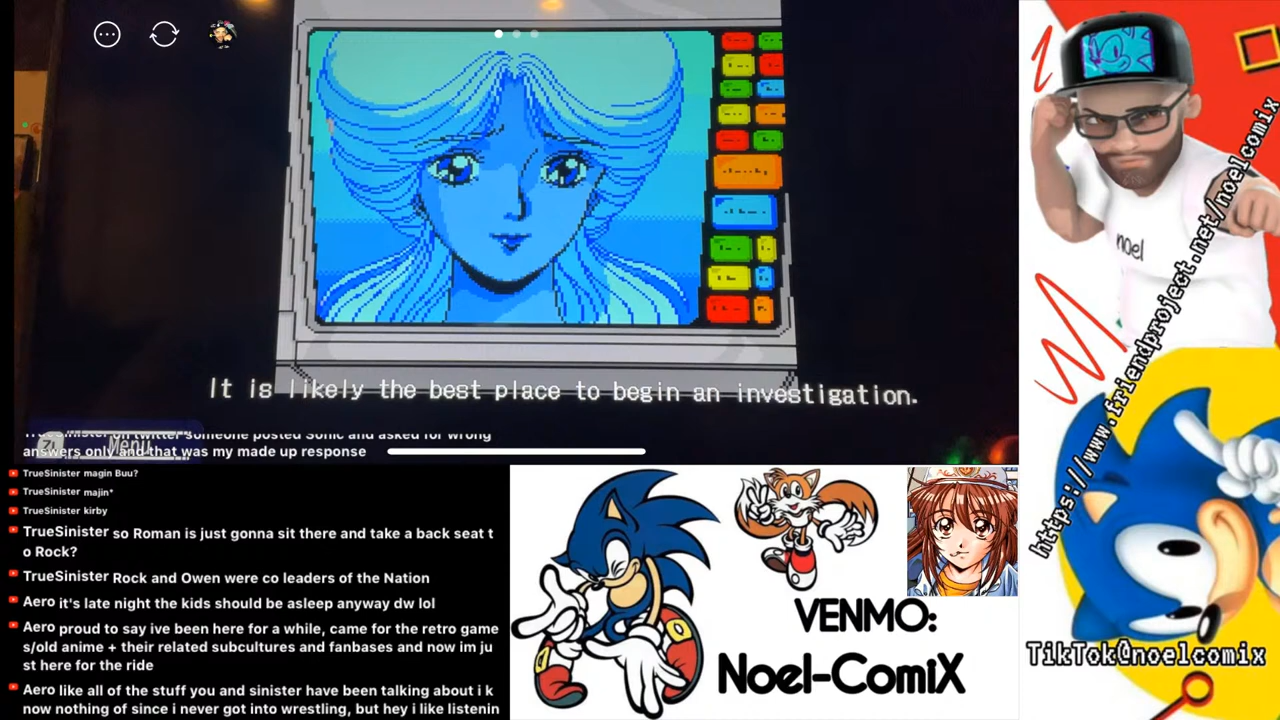 It is likely the best place to begin an investigation.
Menu
TrueSinister on twitter someone posted Sonic and asked for wrong
answers only and that was my made up response
TrueSinister magin Buu?
TrueSinister majin*
TrueSinister kirby
TrueSinister so Roman is just gonna sit there and take a back seat t
o Rock?
TrueSinister Rock and Owen were co leaders of the Nation
Aero it's late night the kids should be asleep anyway dw lol
Aero proud to say ive been here for a while, came for the retro game
s/old anime + their related subcultures and fanbases and now im ju
st here for the ride
Aero like all of the stuff you and sinister have been talking about i k
now nothing of since i never got into wrestling, but hey i like listenin
VENMO:
Noel-ComiX
noel
https://www.friendproject.net/noelcomix
TikTok@noelcomix